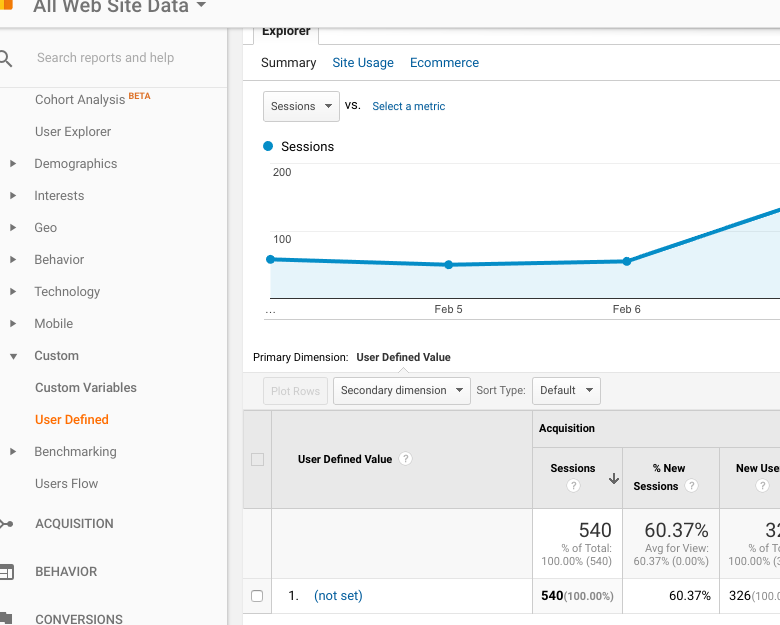 All Web Site Data
Search reports and help
Cohort Analysis BETA
User Explorer
Demographics
Interests
Geo
Behavior
Technology
Mobile
Custom
Custom Variables
User Defined
Benchmarking
Users Flow
ACQUISITION
BEHAVIOR
CONVERSIONS
Explorer
Summary Site Usage Ecommerce
Sessions vs. Select a metric
Sessions
200
100
... Feb 5 Feb 6
Primary Dimension: User Defined Value
Plot Rows Secondary dimension Sort Type: Default
User Defined Value ?
Acquisition
Sessions ?
% New Sessions ?
New Use ?
540
% of Total:
100.00% (540)
60.37%
Avg for View:
60.37% (0.00%)
32
% of To
100.00% (3
1. (not set) 540(100.00%) 60.37% 326(100.0